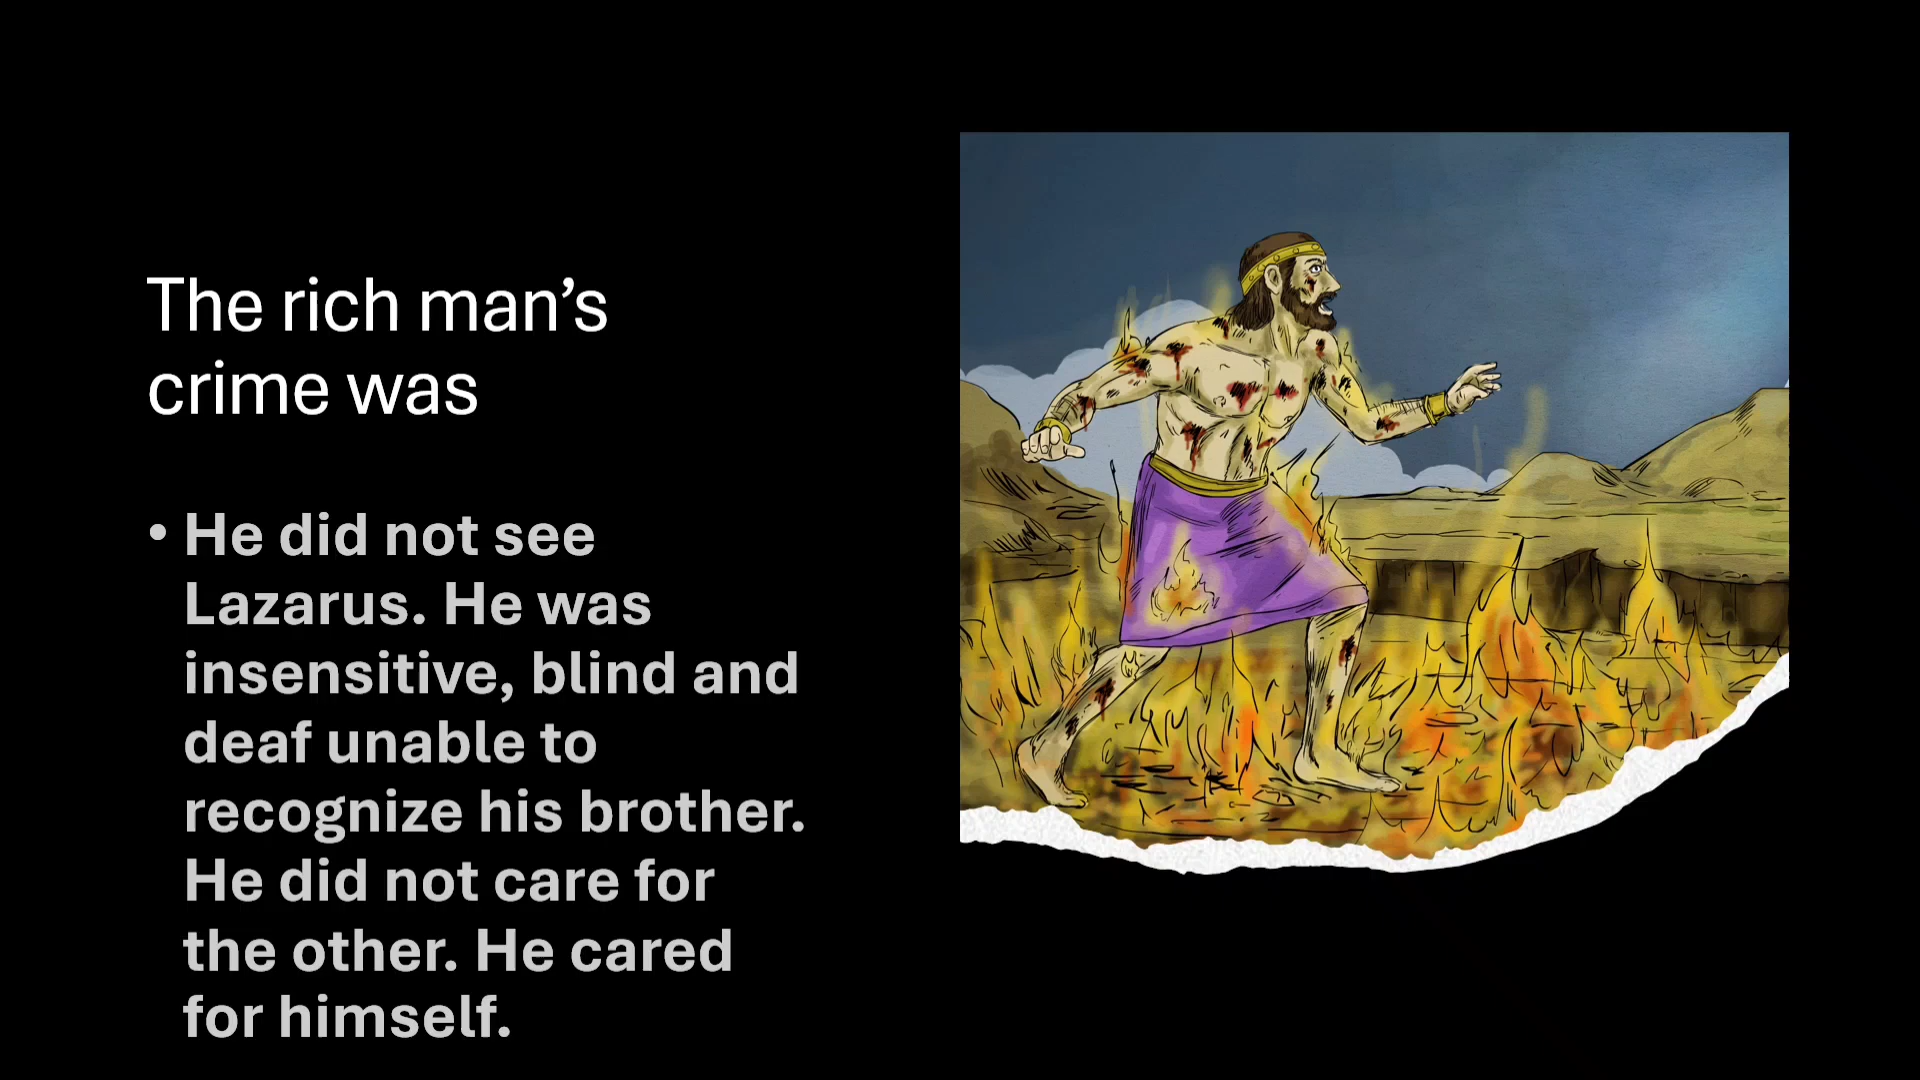 The rich man’s
crime was
• He did not see
Lazarus. He was
insensitive, blind and
deaf unable to
recognize his brother.
He did not care for
the other. He cared
for himself.